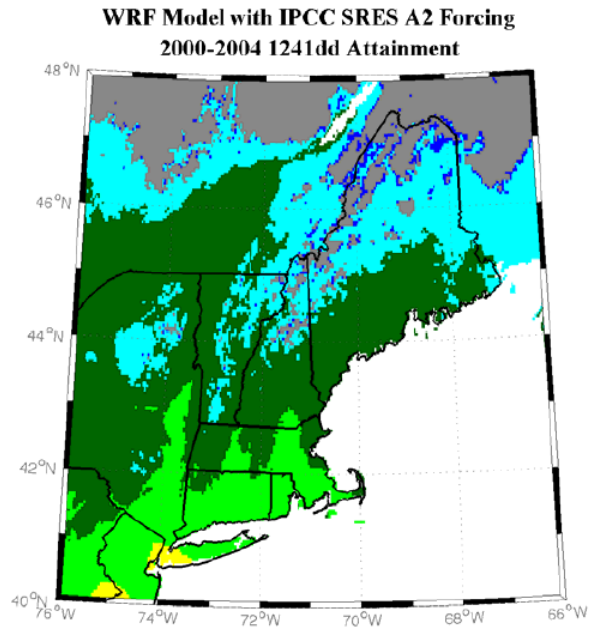 WRF Model with IPCC SRES A2 Forcing
2000-2004 1241dd Attainment
48°N
46°N
44°N
42°N
40°N
76°W
74°W
72°W
70°W
68°W
66°W